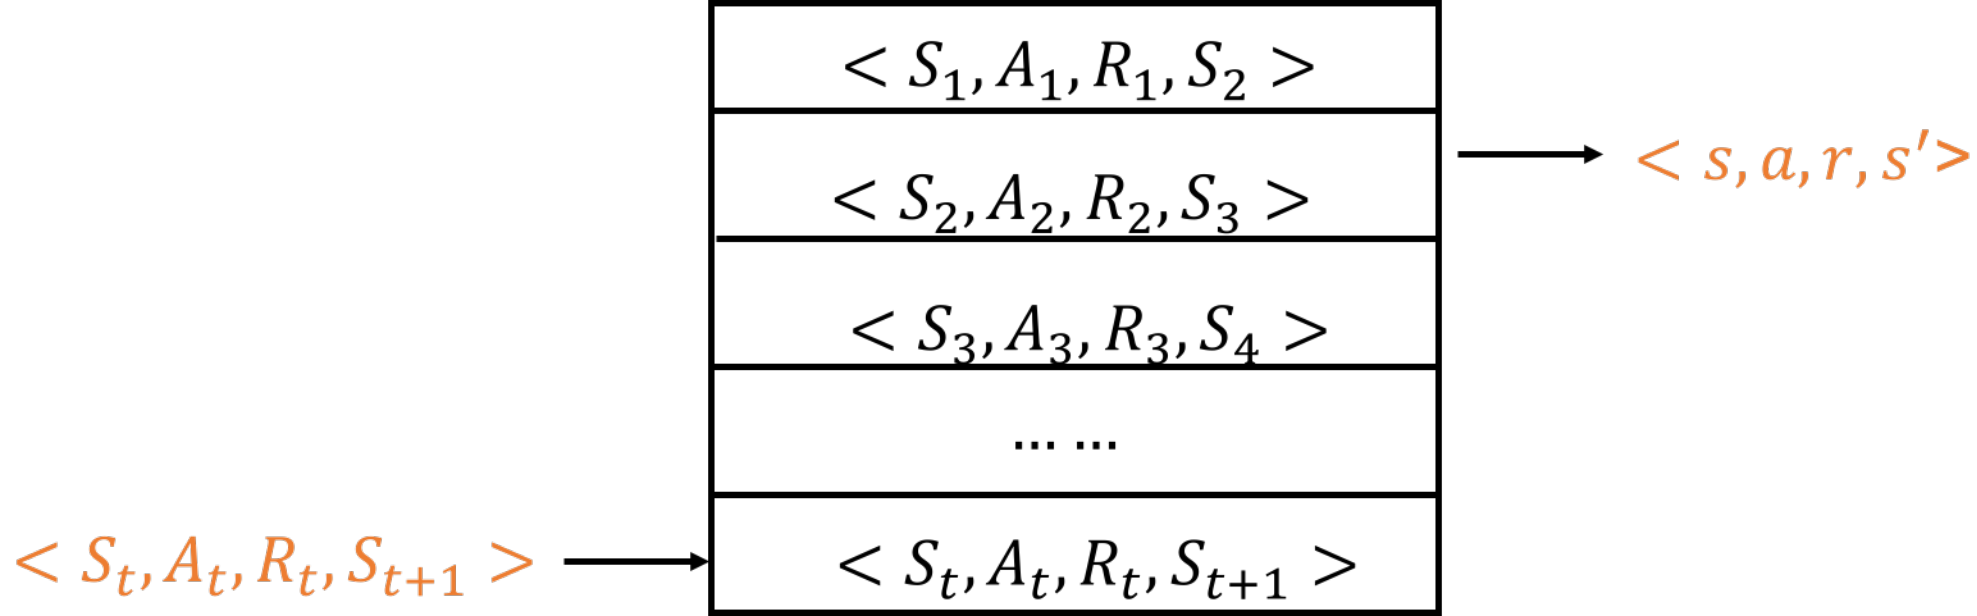 < S₁, A₁, R₁, S₂ >
< s, a, r, s′>
< S₂, A₂, R₂, S₃ >
< S₃, A₃, R₃, S₄ >
... ...
< Sₜ, Aₜ, Rₜ, Sₜ₊₁ >
< Sₜ, Aₜ, Rₜ, Sₜ₊₁ >